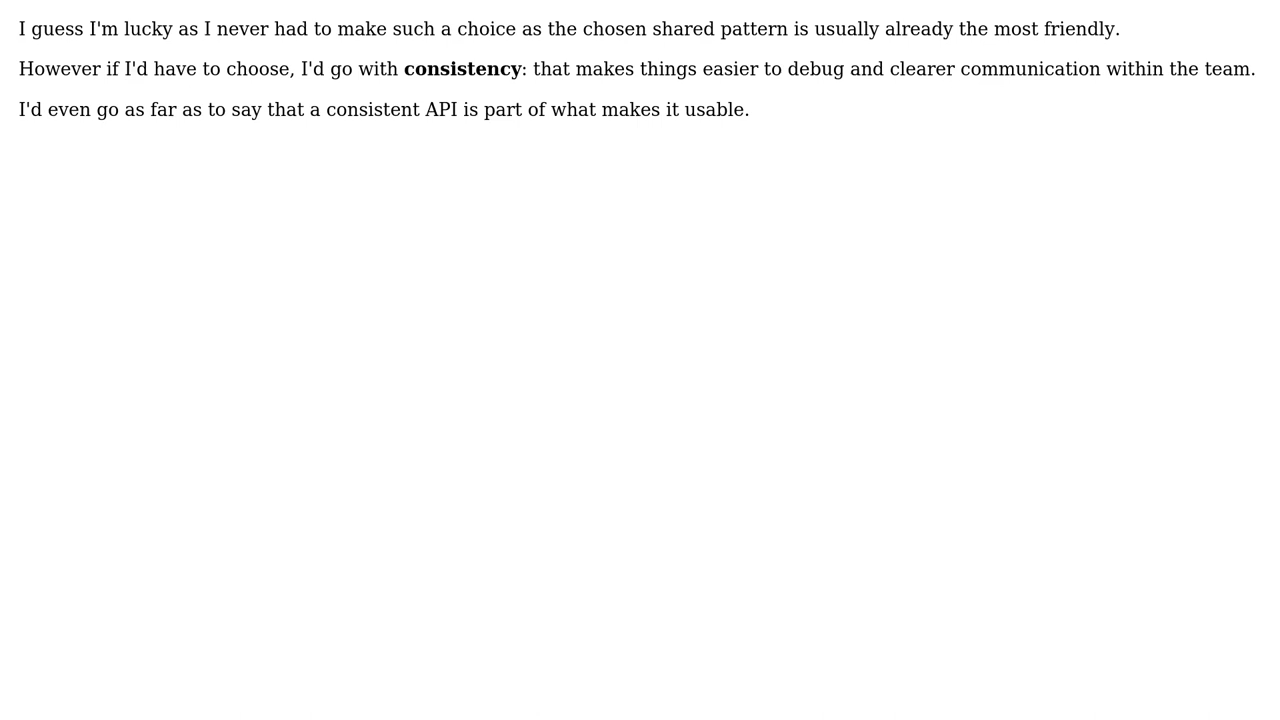 I guess I'm lucky as I never had to make such a choice as the chosen shared pattern is usually already the most friendly.
However if I'd have to choose, I'd go with consistency: that makes things easier to debug and clearer communication within the team.
I'd even go as far as to say that a consistent API is part of what makes it usable.